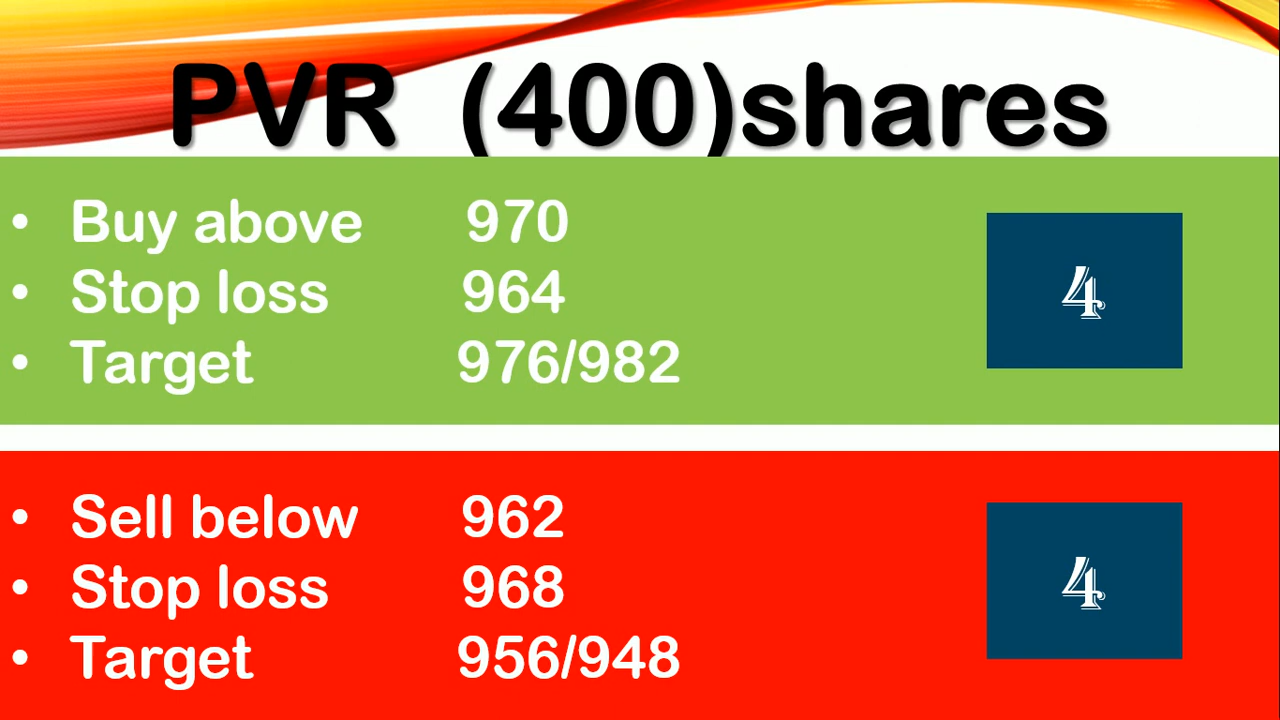 PVR (400)shares
• Buy above 970
• Stop loss 964
• Target 976/982
4
• Sell below 962
• Stop loss 968
• Target 956/948
4